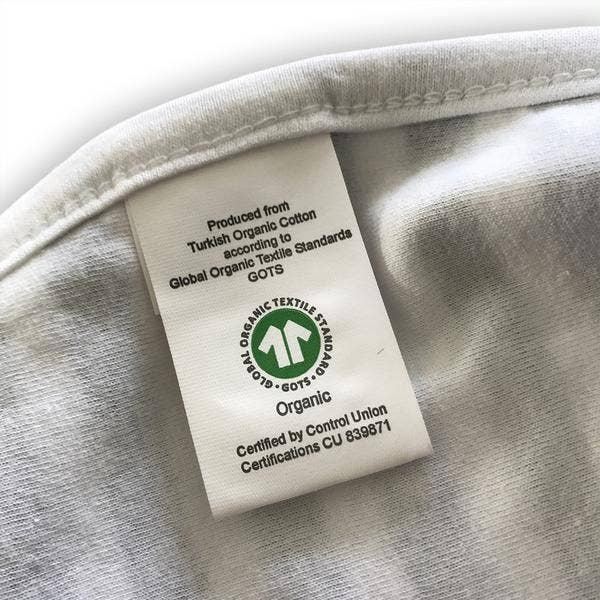 Produced from
Turkish Organic Cotton
according to
Global Organic Textile Standards
GOTS
GLOBAL ORGANIC TEXTILE STANDARD
· GOTS ·
Organic
Certified by Control Union
Certifications CU 839871